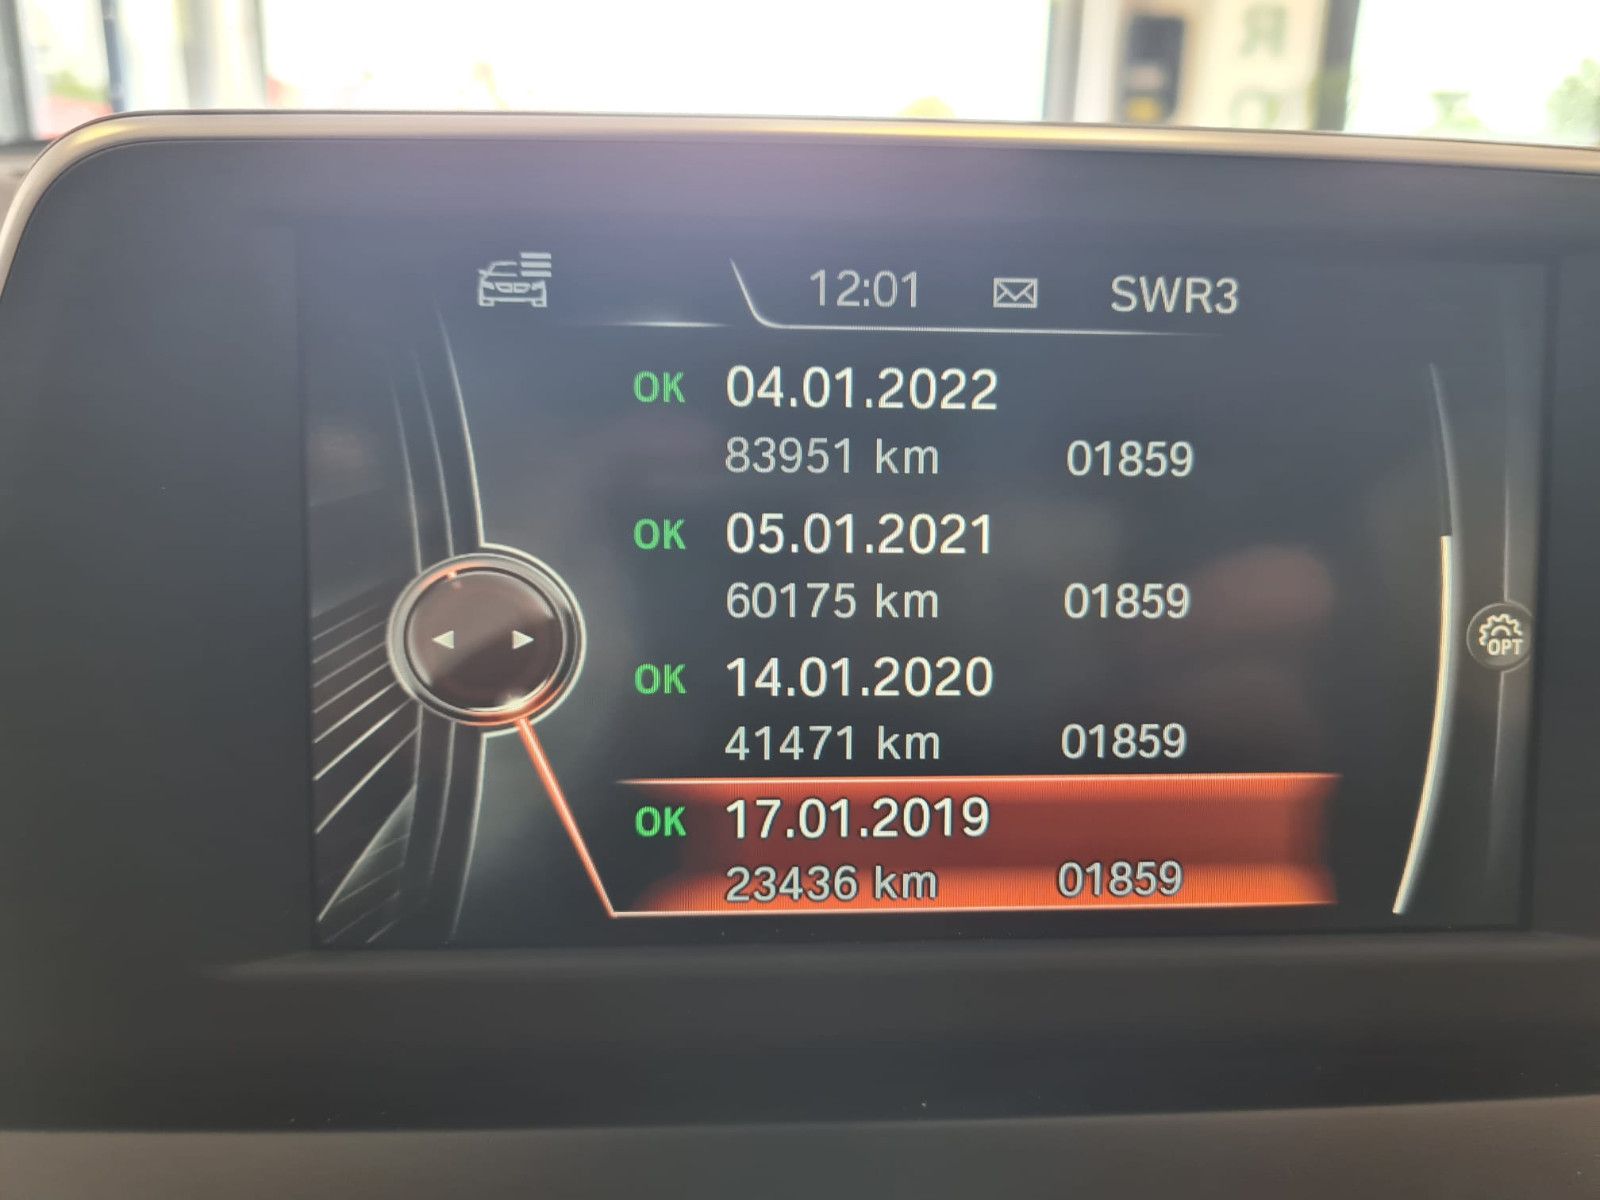 12:01 SWR3
OK 04.01.2022
83951 km 01859
OK 05.01.2021
60175 km 01859
OK 14.01.2020
41471 km 01859
OPT
OK 17.01.2019
23436 km 01859